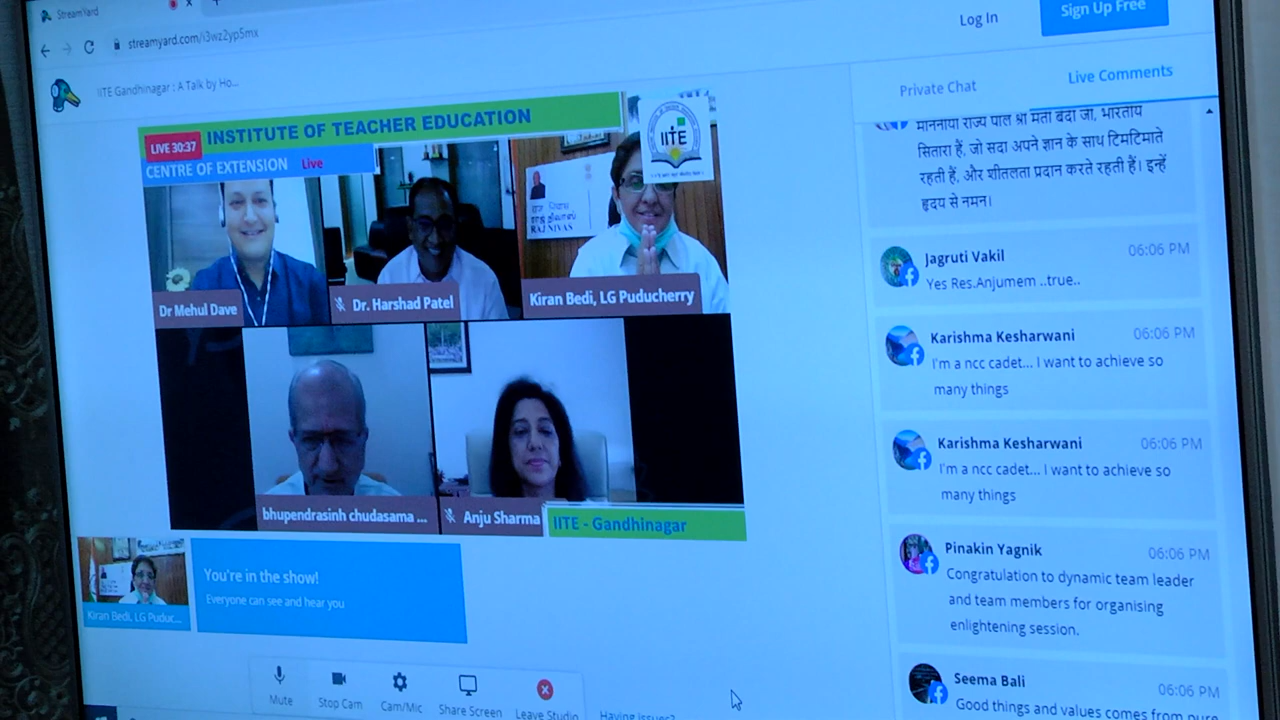 StreamYard
streamyard.com/i3wz2yp5mx
Log In
Sign Up Free
IITE Gandhinagar : A Talk by Ho...
Private Chat
Live Comments
LIVE 30:37
INSTITUTE OF TEACHER EDUCATION
CENTRE OF EXTENSION Live
IITE
राज निवास
RAJ NIVAS
Dr Mehul Dave
Dr. Harshad Patel
Kiran Bedi, LG Puducherry
bhupendrasinh chudasama ...
Anju Sharma
IITE - Gandhinagar
Kiran Bedi, LG Puduc...
You're in the show!
Everyone can see and hear you
Mute
Stop Cam
Cam/Mic
Share Screen
Leave Studio
Having issues?
माननीया राज्य पाल श्री मती बेदी जी, भारतीय
सितारा हैं, जो सदा अपने ज्ञान के साथ टिमटिमाते
रहती हैं, और शीतलता प्रदान करते रहती हैं। इन्हें
हृदय से नमन।
Jagruti Vakil
06:06 PM
Yes Res.Anjumem ..true..
Karishma Kesharwani
06:06 PM
I'm a ncc cadet... I want to achieve so
many things
Karishma Kesharwani
06:06 PM
I'm a ncc cadet... I want to achieve so
many things
Pinakin Yagnik
06:06 PM
Congratulation to dynamic team leader
and team members for organising
enlightening session.
Seema Bali
06:06 PM
Good things and values comes from pure